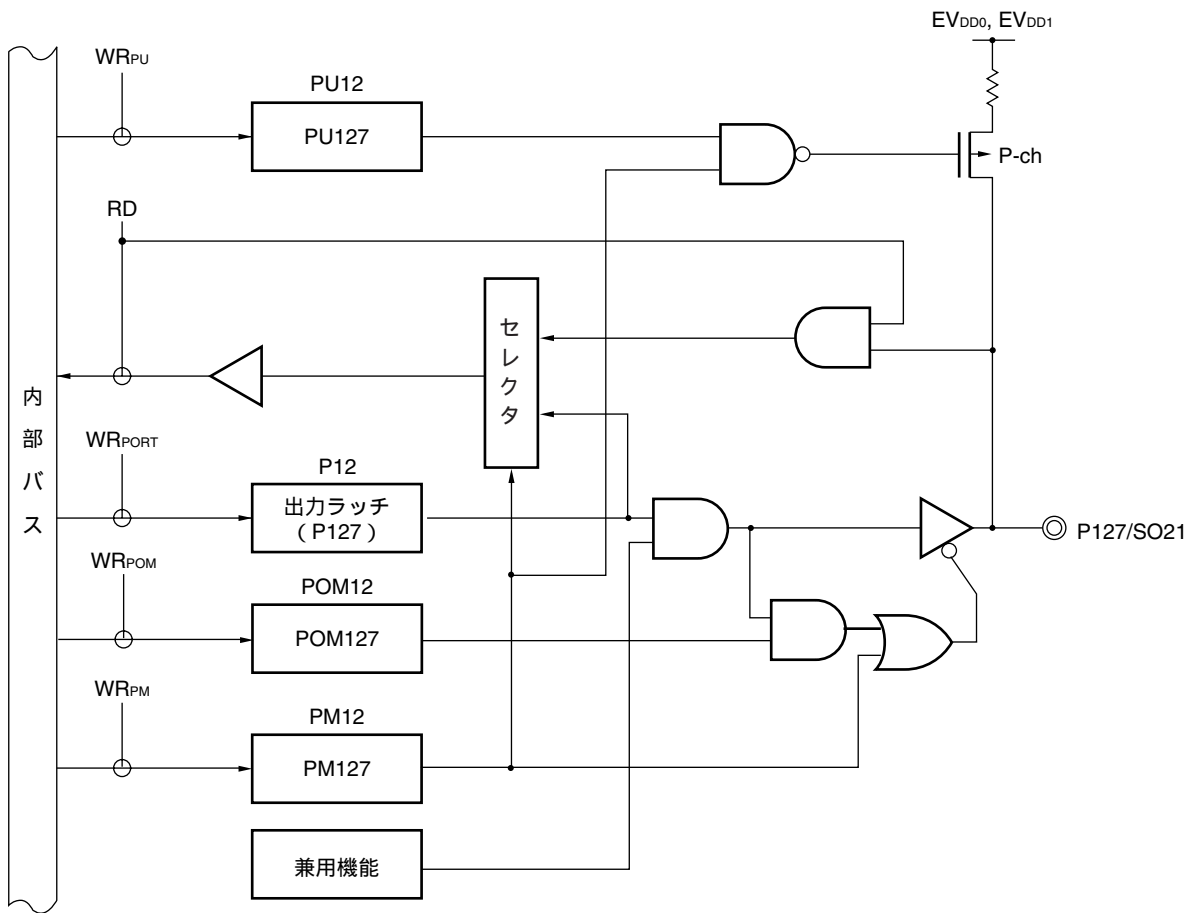 EVDD0, EVDD1
WRPU
PU12
PU127
P-ch
RD
セレクタ
内部バス
WRPORT
P12
出力ラッチ
（P127）
P127/SO21
WRPOM
POM12
POM127
WRPM
PM12
PM127
兼用機能